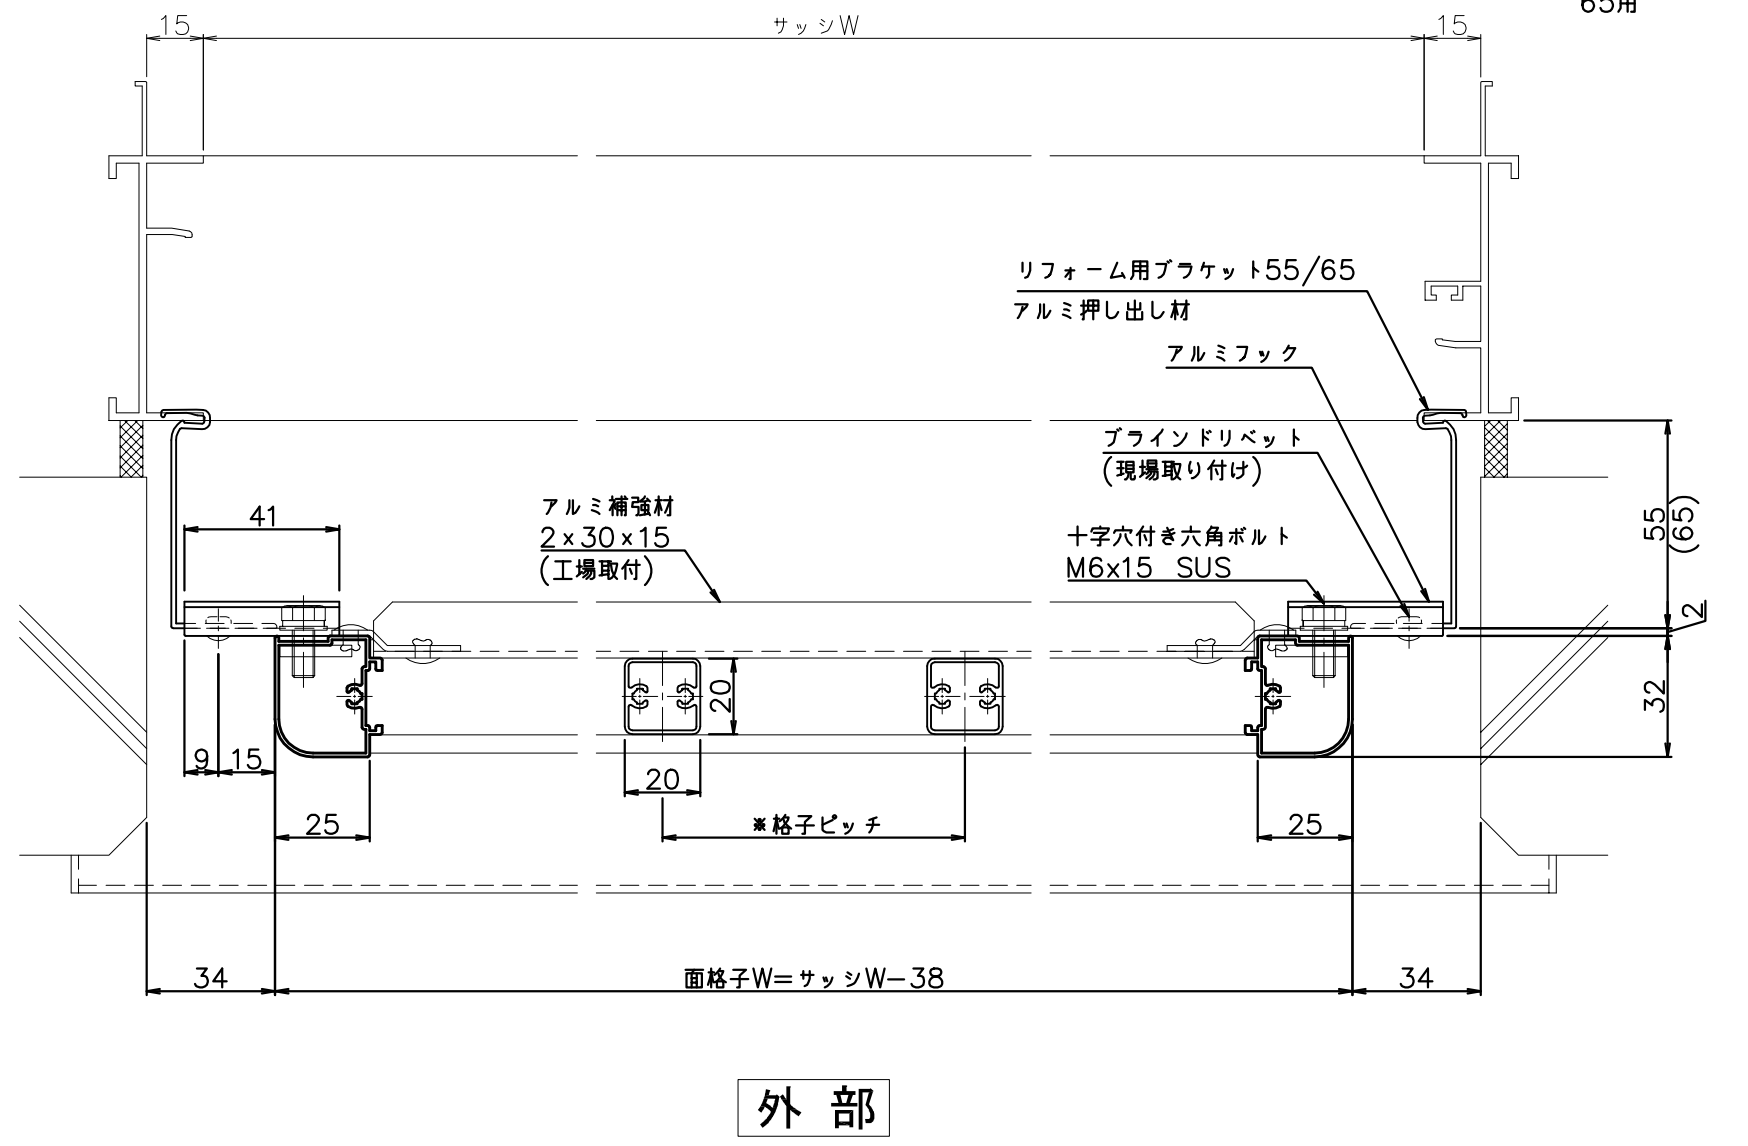 65用
15
サッシW
15
リフォーム用ブラケット55/65
アルミ押し出し材
アルミフック
ブラインドリベット
(現場取り付け)
アルミ補強材
2×30×15
(工場取付)
十字穴付き六角ボルト
M6x15 SUS
41
55
(65)
2
32
20
9
15
20
25
※格子ピッチ
25
34
面格子W=サッシW-38
34
外部